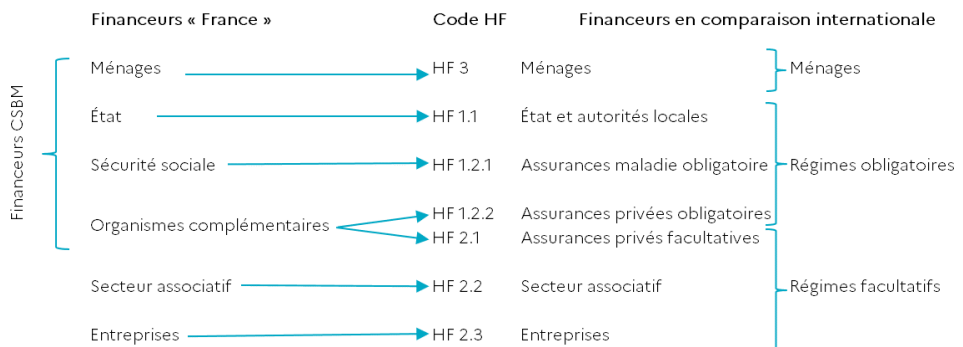 Financeurs « France » Code HF Financeurs en comparaison internationale
Financeurs CSBM
Ménages HF 3 Ménages Ménages
État HF 1.1 État et autorités locales
Sécurité sociale HF 1.2.1 Assurances maladie obligatoire Régimes obligatoires
Organismes complémentaires HF 1.2.2 Assurances privées obligatoires
HF 2.1 Assurances privés facultatives
Secteur associatif HF 2.2 Secteur associatif Régimes facultatifs
Entreprises HF 2.3 Entreprises